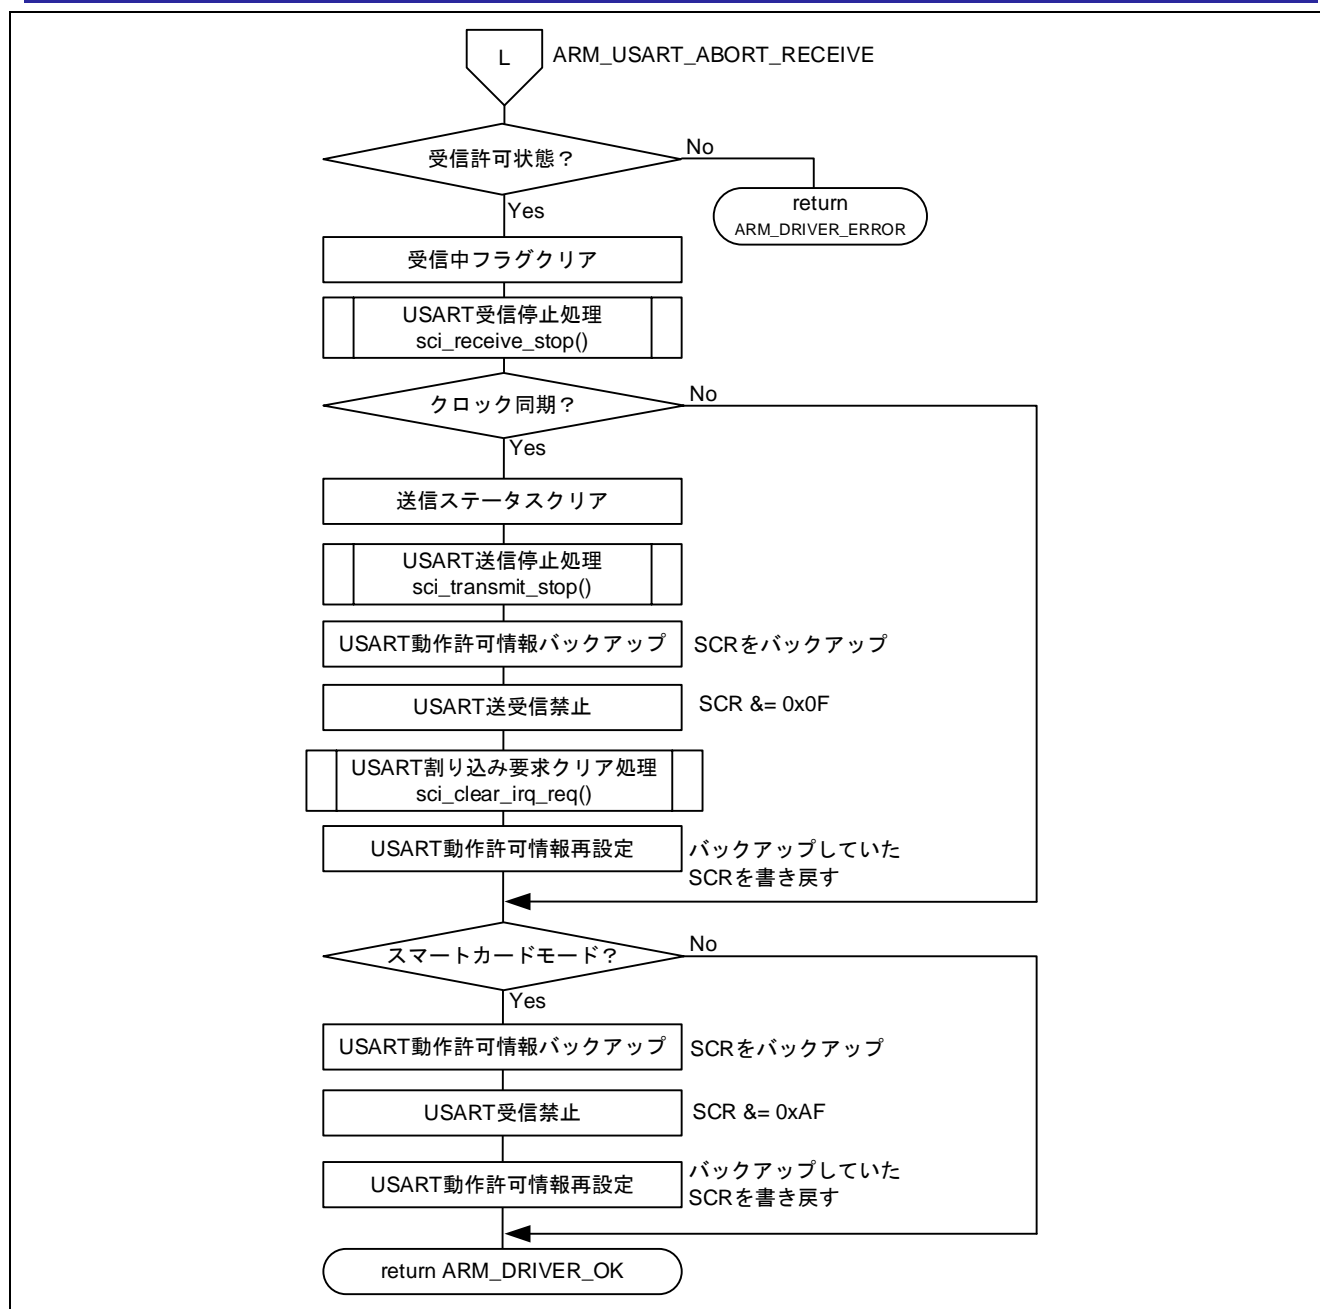 L
ARM_USART_ABORT_RECEIVE
受信許可状態?
No
return
ARM_DRIVER_ERROR
Yes
受信中フラグクリア
USART受信停止処理
sci_receive_stop()
クロック同期?
No
Yes
送信ステータスクリア
USART送信停止処理
sci_transmit_stop()
USART動作許可情報バックアップ
SCRをバックアップ
USART送受信禁止
SCR &= 0x0F
USART割り込み要求クリア処理
sci_clear_irq_req()
USART動作許可情報再設定
バックアップしていた
SCRを書き戻す
スマートカードモード?
No
Yes
USART動作許可情報バックアップ
SCRをバックアップ
USART受信禁止
SCR &= 0xAF
USART動作許可情報再設定
バックアップしていた
SCRを書き戻す
return ARM_DRIVER_OK